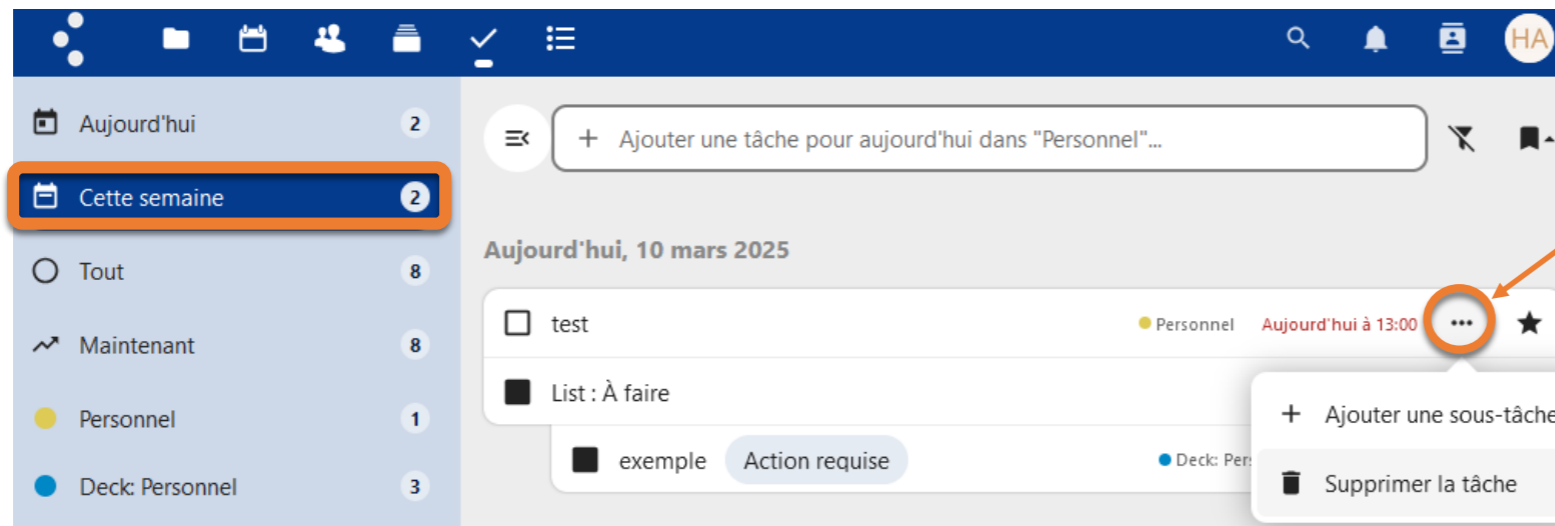 HA
Aujourd'hui 2
Cette semaine 2
Tout 8
Maintenant 8
Personnel 1
Deck: Personnel 3
+ Ajouter une tâche pour aujourd'hui dans "Personnel"...
Aujourd'hui, 10 mars 2025
test Personnel Aujourd'hui à 13:00 ...
List : À faire
exemple Action requise Deck: Per
+ Ajouter une sous-tâche
Supprimer la tâche